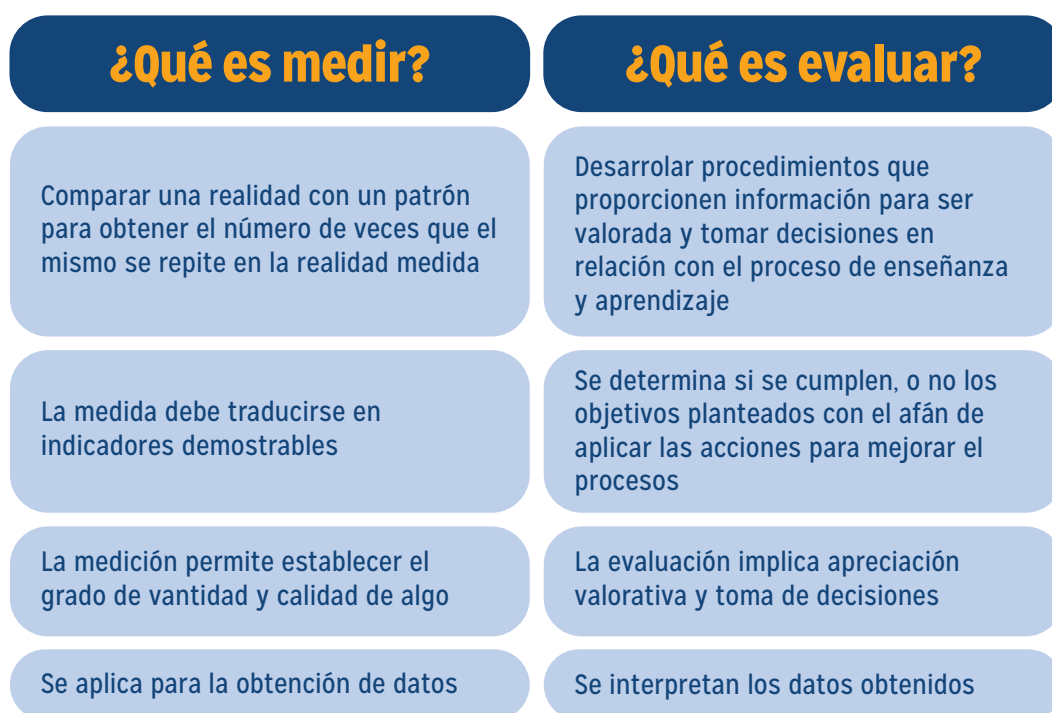 ¿Qué es medir?
¿Qué es evaluar?
Comparar una realidad con un patrón
para obtener el número de veces que el
mismo se repite en la realidad medida
Desarrolar procedimientos que
proporcionen información para ser
valorada y tomar decisiones en
relación con el proceso de enseñanza
y aprendizaje
La medida debe traducirse en
indicadores demostrables
Se determina si se cumplen, o no los
objetivos planteados con el afán de
aplicar las acciones para mejorar el
procesos
La medición permite establecer el
grado de vantidad y calidad de algo
La evaluación implica apreciación
valorativa y toma de decisiones
Se aplica para la obtención de datos
Se interpretan los datos obtenidos